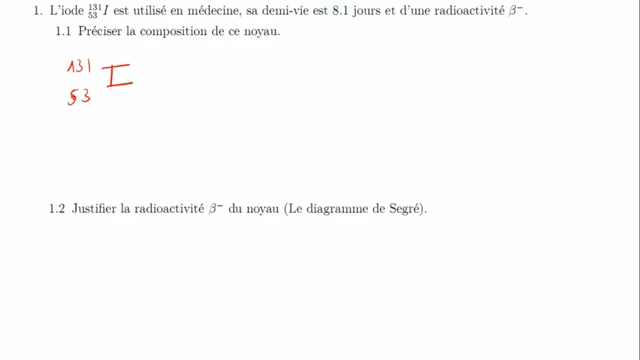 1. L'iode ¹³¹₅₃I est utilisé en médecine, sa demi-vie est 8.1 jours et d'une radioactivité β⁻.
1.1 Préciser la composition de ce noyau.
131
I
53
1.2 Justifier la radioactivité β⁻ du noyau (Le diagramme de Segré).